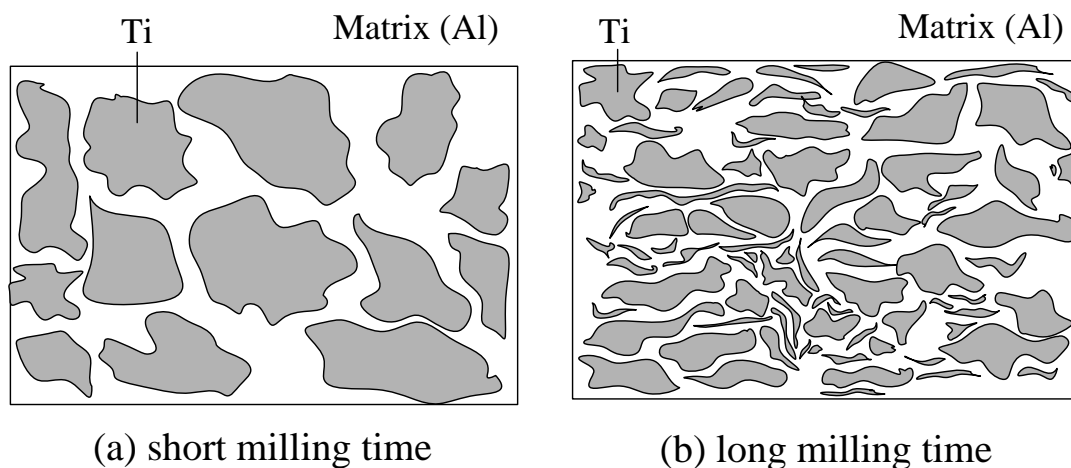 Ti Matrix (Al)
Ti Matrix (Al)
(a) short milling time
(b) long milling time